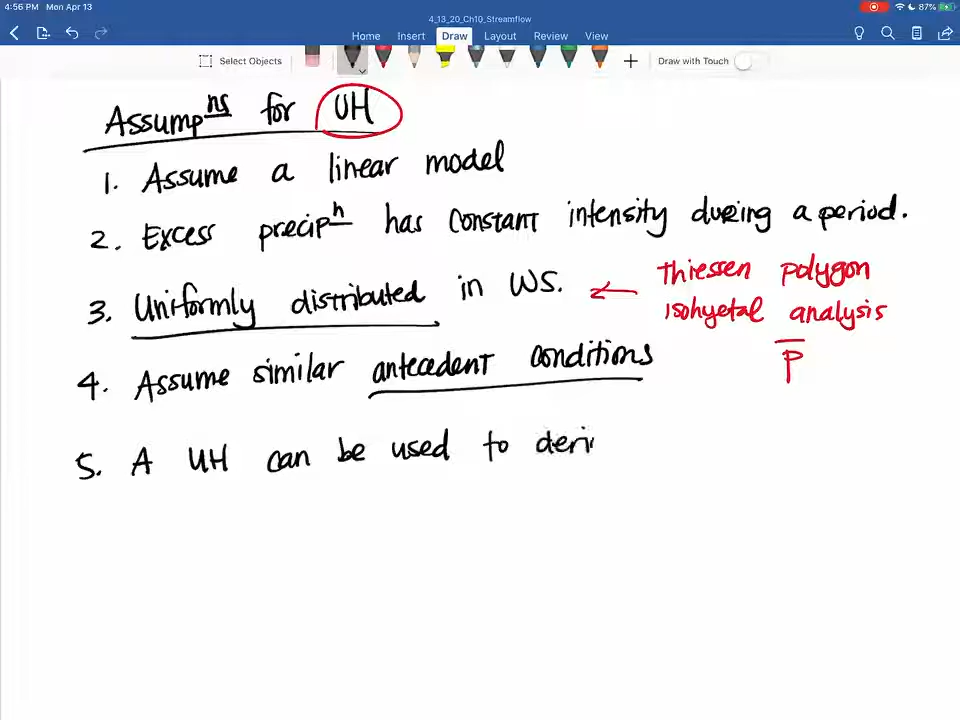 4:56 PM Mon Apr 13
87%
4_13_20_Ch10_Streamflow
Home Insert Draw Layout Review View
Select Objects
Draw with Touch
Assump ns for UH
1. Assume a linear model
2. Excess precip n has constant intensity during a period.
3. Uniformly distributed in WS. ← Thiessen polygon
isohyetal analysis
P̅
4. Assume similar antecedent conditions
5. A UH can be used to deri